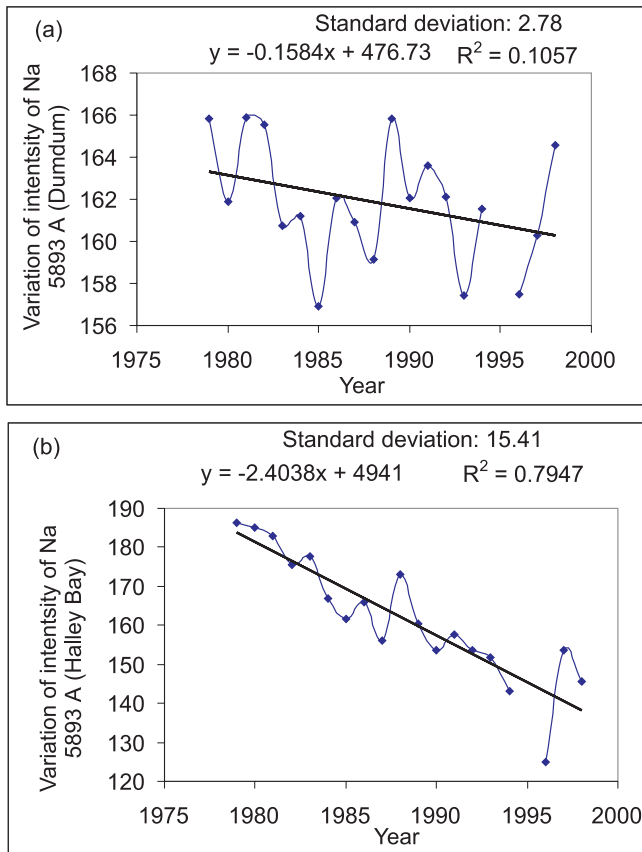 (a)
Standard deviation: 2.78
y = -0.1584x + 476.73 R² = 0.1057
Variation of intentsity of Na
5893 A (Dumdum)
168
166
164
162
160
158
156
1975 1980 1985 1990 1995 2000
Year
(b)
Standard deviation: 15.41
y = -2.4038x + 4941 R² = 0.7947
Variation of intentsity of Na
5893 A (Halley Bay)
190
180
170
160
150
140
130
120
1975 1980 1985 1990 1995 2000
Year